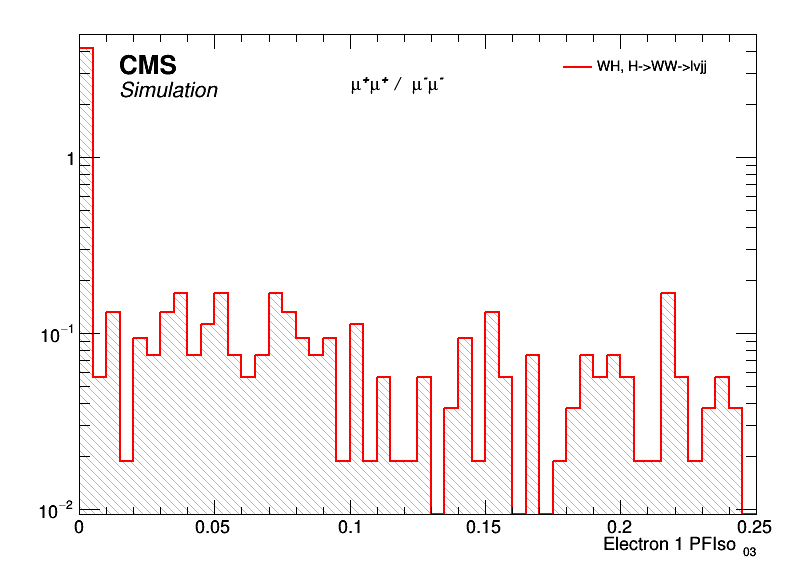 CMS
Simulation
μ⁺μ⁺ / μ⁻μ⁻
WH, H->WW->lvjj
1
10⁻¹
10⁻²
0 0.05 0.1 0.15 0.2 0.25
Electron 1 PFIso ₀₃